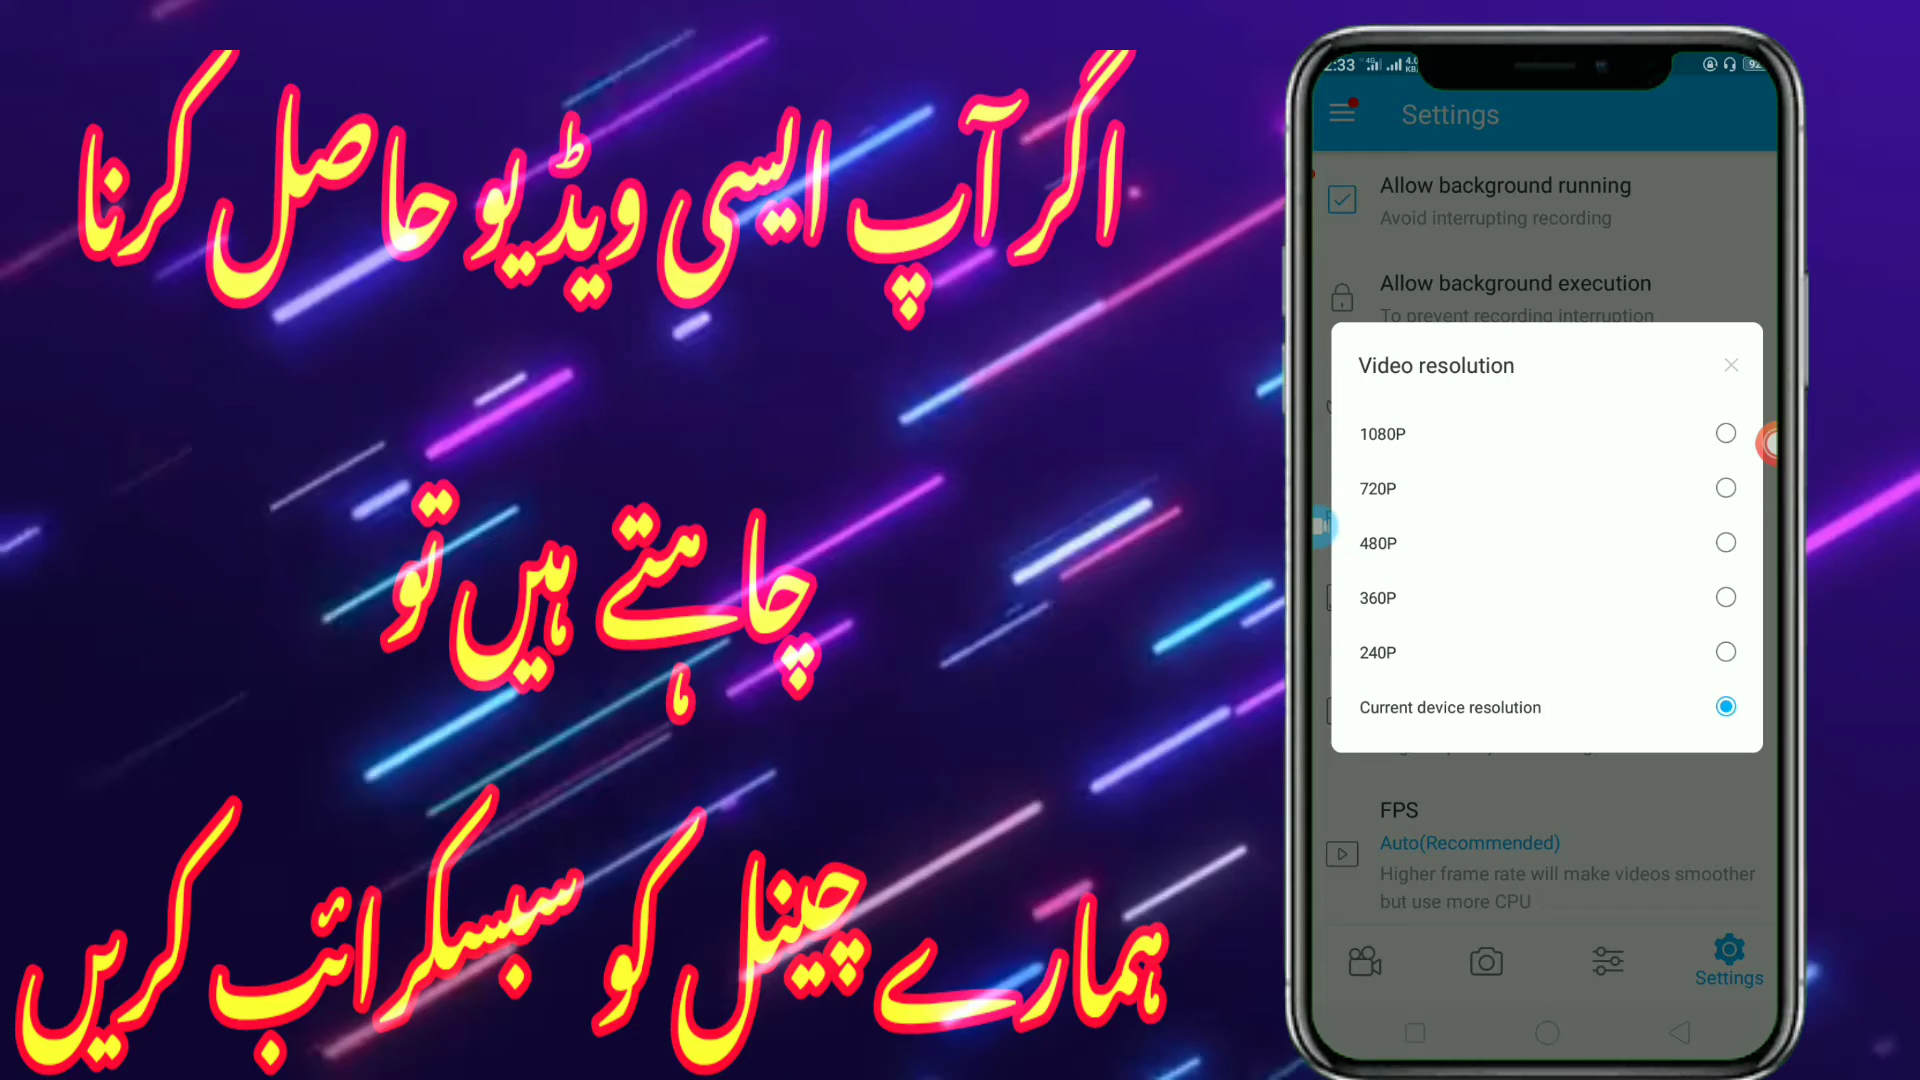 اگر آپ ایسی ویڈیو حاصل کرنا
چاہتے ہیں تو
ہمارے چینل کو سبسکرائب کریں
2:33
Settings
Allow background running
Avoid interrupting recording
Allow background execution
To prevent recording interruption
Video resolution
1080P
720P
480P
360P
240P
Current device resolution
FPS
Auto(Recommended)
Higher frame rate will make videos smoother
but use more CPU
Settings